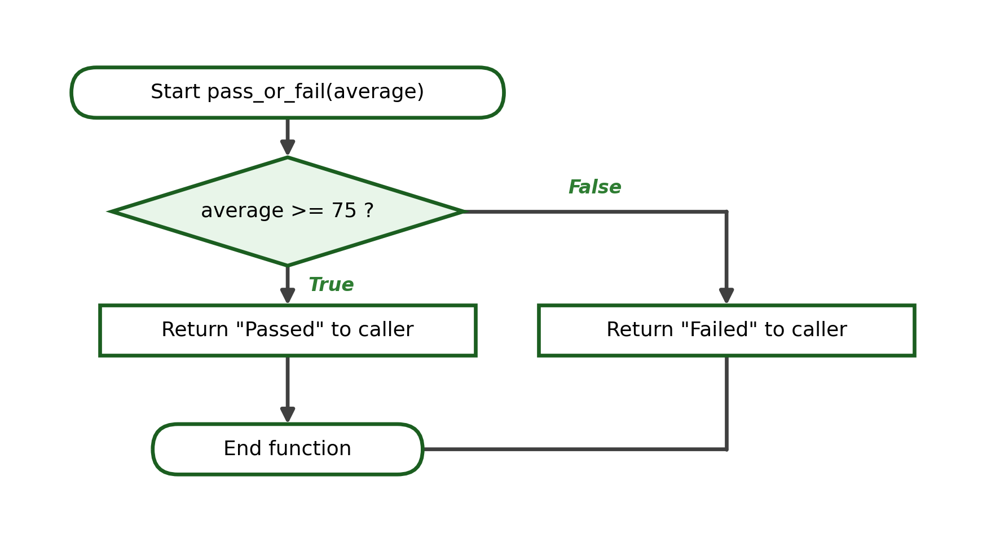 Start pass_or_fail(average)
average >= 75 ?
False
True
Return "Passed" to caller
Return "Failed" to caller
End function